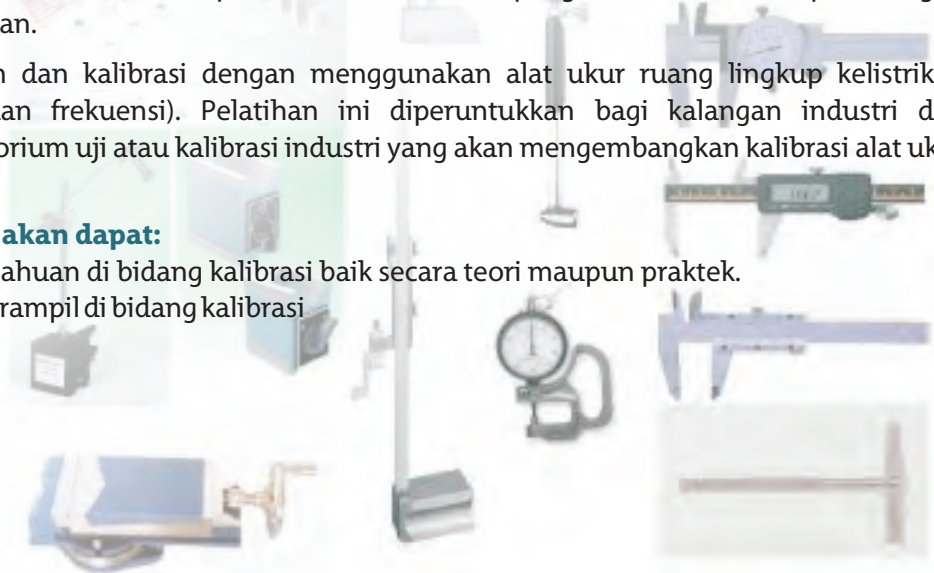 an.
dan kalibrasi dengan menggunakan alat ukur ruang lingkup kelistrik
an frekuensi). Pelatihan ini diperuntukkan bagi kalangan industri d
orium uji atau kalibrasi industri yang akan mengembangkan kalibrasi alat uk
akan dapat:
ahuan di bidang kalibrasi baik secara teori maupun praktek.
rampil di bidang kalibrasi